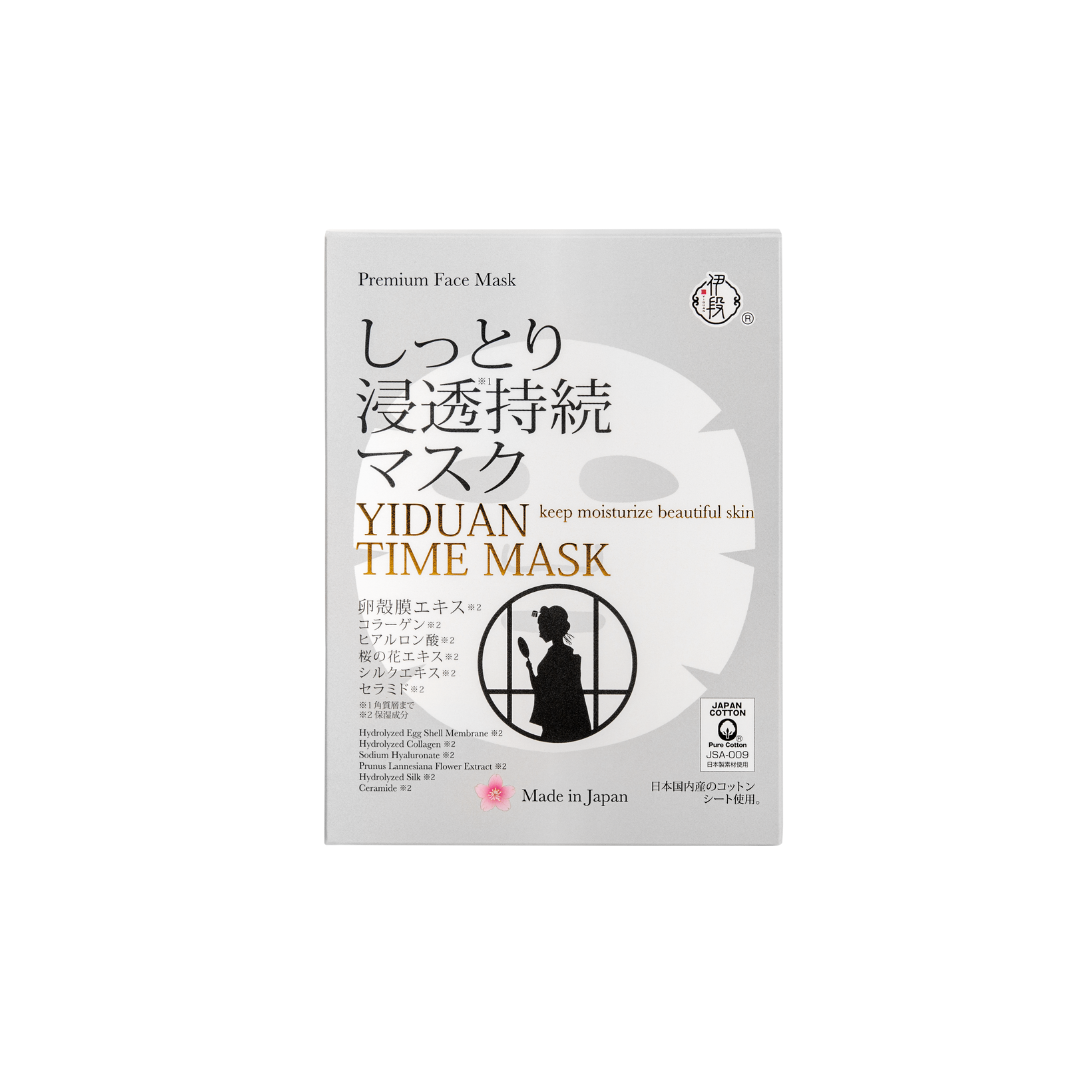 Premium Face Mask
伊段
®
しっとり
浸透※1持続
マスク
YIDUAN keep moisturize beautiful skin
TIME MASK
卵殻膜エキス※2
コラーゲン※2
ヒアルロン酸※2
桜の花エキス※2
シルクエキス※2
セラミド※2
※1 角質層まで
※2 保湿成分
Hydrolyzed Egg Shell Membrane ※2
Hydrolyzed Collagen ※2
Sodium Hyaluronate ※2
Prunus Lannesiana Flower Extract ※2
Hydrolyzed Silk ※2
Ceramide ※2
Made in Japan
JAPAN
COTTON
®
Pure Cotton
JSA-009
日本製素材使用
日本国内産のコットン
シート使用。